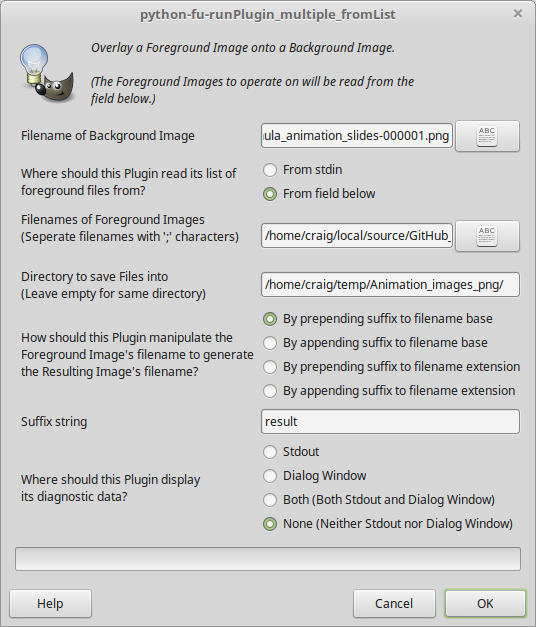 python-fu-runPlugin_multiple_fromList
Overlay a Foreground Image onto a Background Image.
(The Foreground Images to operate on will be read from the
field below.)
Filename of Background Image
ula_animation_slides-000001.png
ABC
Where should this Plugin read its list of
foreground files from?
From stdin
From field below
Filenames of Foreground Images
(Seperate filenames with ';' characters)
/home/craig/local/source/GitHub_
ABC
Directory to save Files into
(Leave empty for same directory)
/home/craig/temp/Animation_images_png/
How should this Plugin manipulate the
Foreground Image's filename to generate
the Resulting Image's filename?
By prepending suffix to filename base
By appending suffix to filename base
By prepending suffix to filename extension
By appending suffix to filename extension
Suffix string
result
Where should this Plugin display
its diagnostic data?
Stdout
Dialog Window
Both (Both Stdout and Dialog Window)
None (Neither Stdout nor Dialog Window)
Help
Cancel
OK